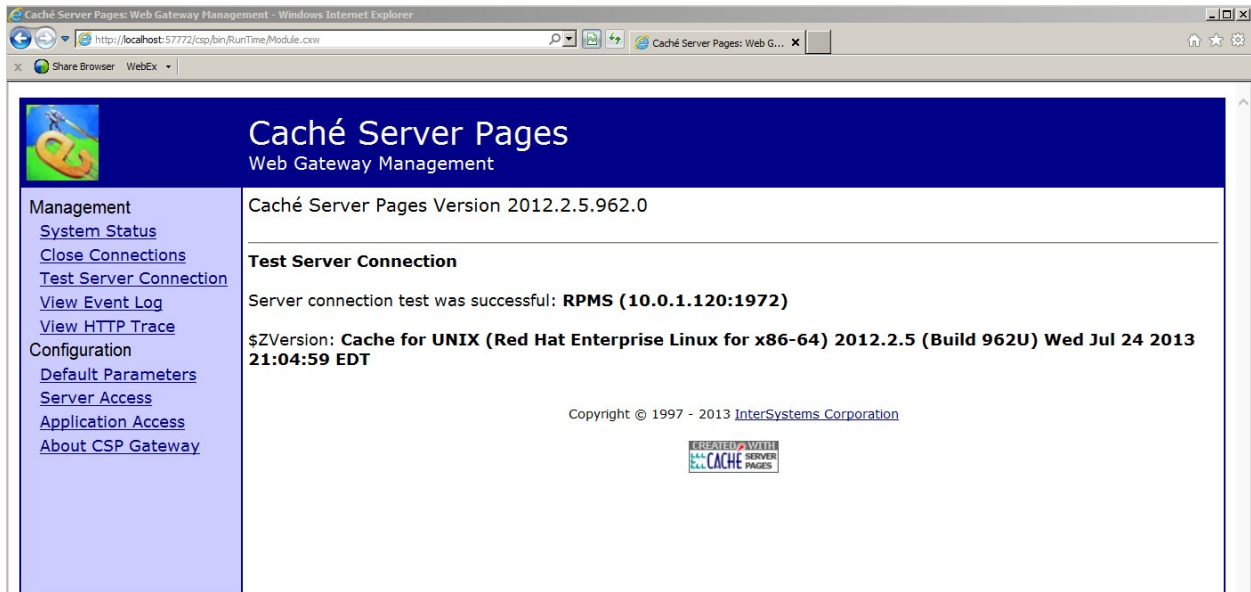 Caché Server Pages: Web Gateway Management - Windows Internet Explorer
http://localhost:57772/csp/bin/RunTime/Module.cxw
Caché Server Pages: Web G...
Share Browser WebEx
Caché Server Pages
Web Gateway Management
Management
System Status
Close Connections
Test Server Connection
View Event Log
View HTTP Trace
Configuration
Default Parameters
Server Access
Application Access
About CSP Gateway
Caché Server Pages Version 2012.2.5.962.0
Test Server Connection
Server connection test was successful: RPMS (10.0.1.120:1972)
$ZVersion: Cache for UNIX (Red Hat Enterprise Linux for x86-64) 2012.2.5 (Build 962U) Wed Jul 24 2013
21:04:59 EDT
Copyright © 1997 - 2013 InterSystems Corporation
CREATED WITH
CACHÉ SERVER PAGES